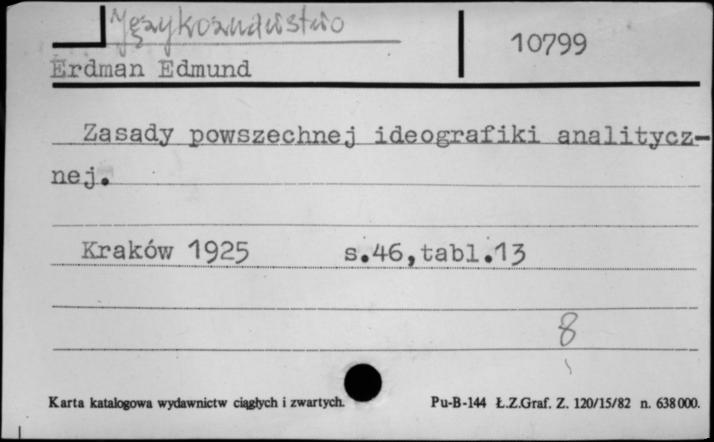 Językoznawstwo
10799
Erdman Edmund
Zasady powszechnej ideografiki analitycz-
nej.
Kraków 1925 s.46,tabl.13
8
Karta katalogowa wydawnictw ciągłych i zwartych. Pu-B-144 Ł.Z.Graf. Z. 120/15/82 n. 638000.